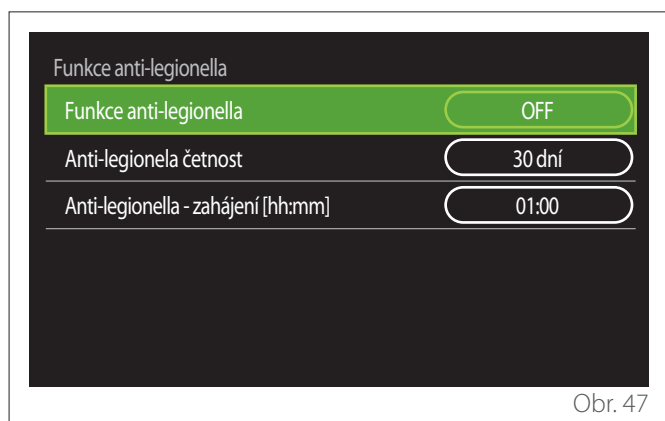 Funkce anti-legionella
Funkce anti-legionella OFF
Anti-legionela četnost 30 dní
Anti-legionella - zahájení [hh:mm] 01:00
Obr. 47